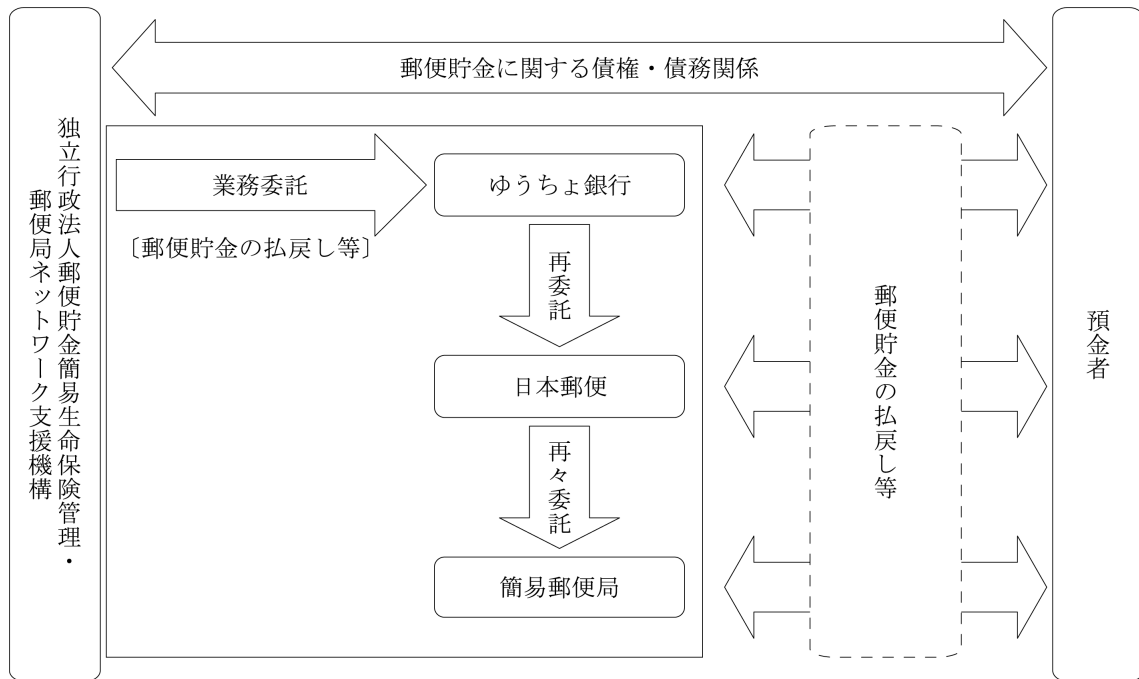 郵便貯金に関する債権・債務関係
独立行政法人郵便貯金簡易生命保険管理・
郵便局ネットワーク支援機構
業務委託
〔郵便貯金の払戻し等〕
ゆうちょ銀行
再委託
日本郵便
再々委託
簡易郵便局
郵便貯金の払戻し等
預金者